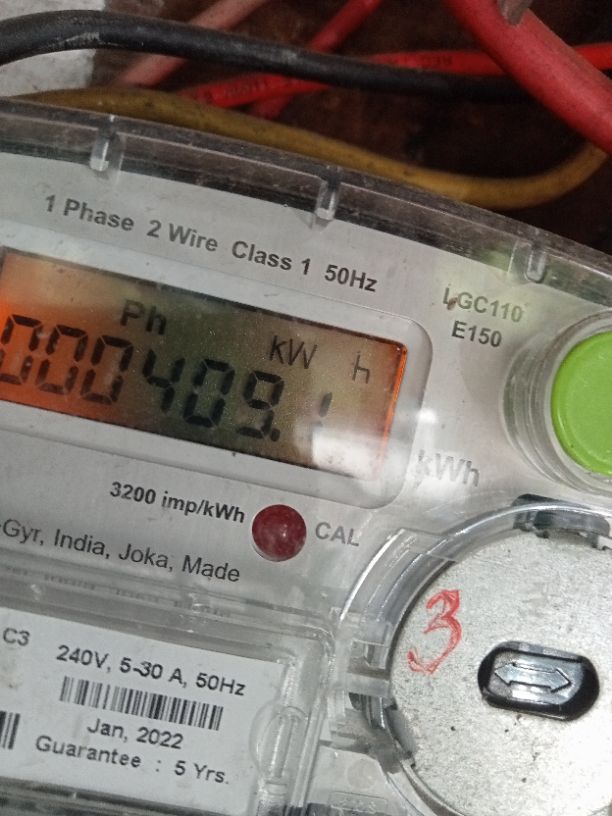 1 Phase 2 Wire Class 1 50Hz
LGC110
E150
Ph
kW h
000409.1
kWh
3200 imp/kWh
CAL
-Gyr, India, Joka, Made
3
C3
240V, 5-30 A, 50Hz
Jan, 2022
Guarantee : 5 Yrs.